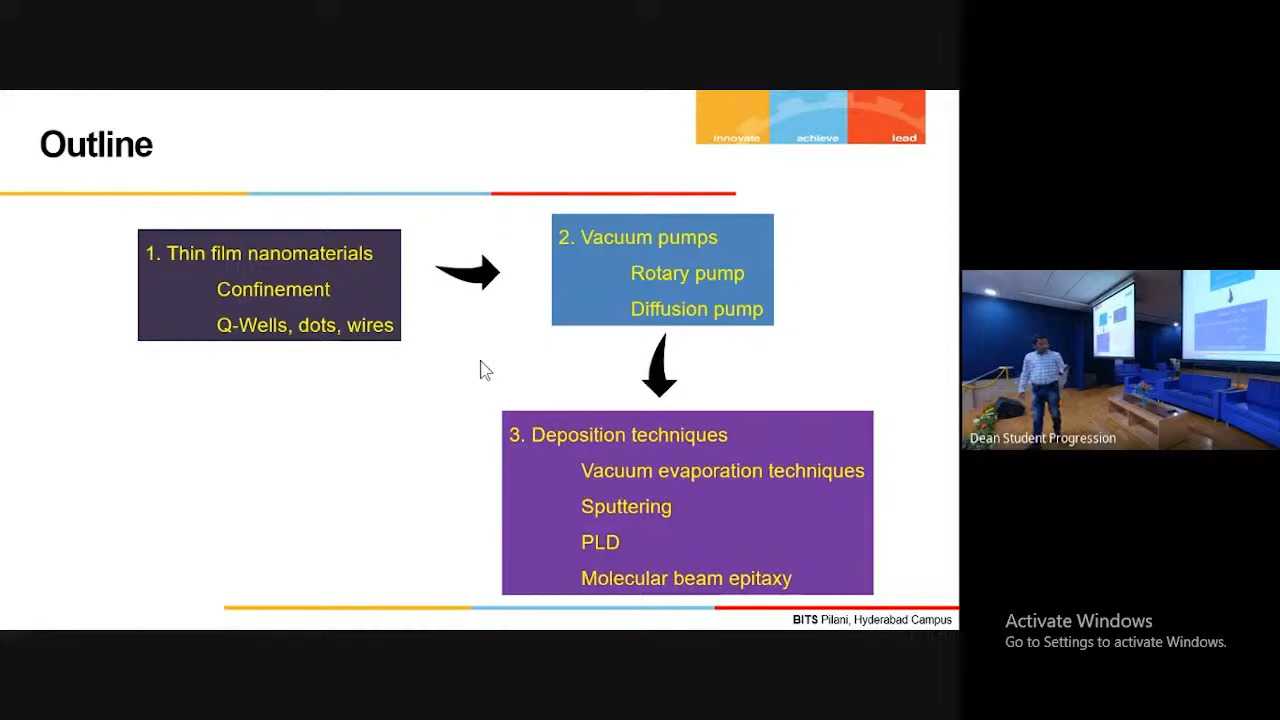 Outline
innovate achieve lead
1. Thin film nanomaterials
Confinement
Q-Wells, dots, wires
2. Vacuum pumps
Rotary pump
Diffusion pump
3. Deposition techniques
Vacuum evaporation techniques
Sputtering
PLD
Molecular beam epitaxy
BITS Pilani, Hyderabad Campus
Dean Student Progression
Activate Windows
Go to Settings to activate Windows.